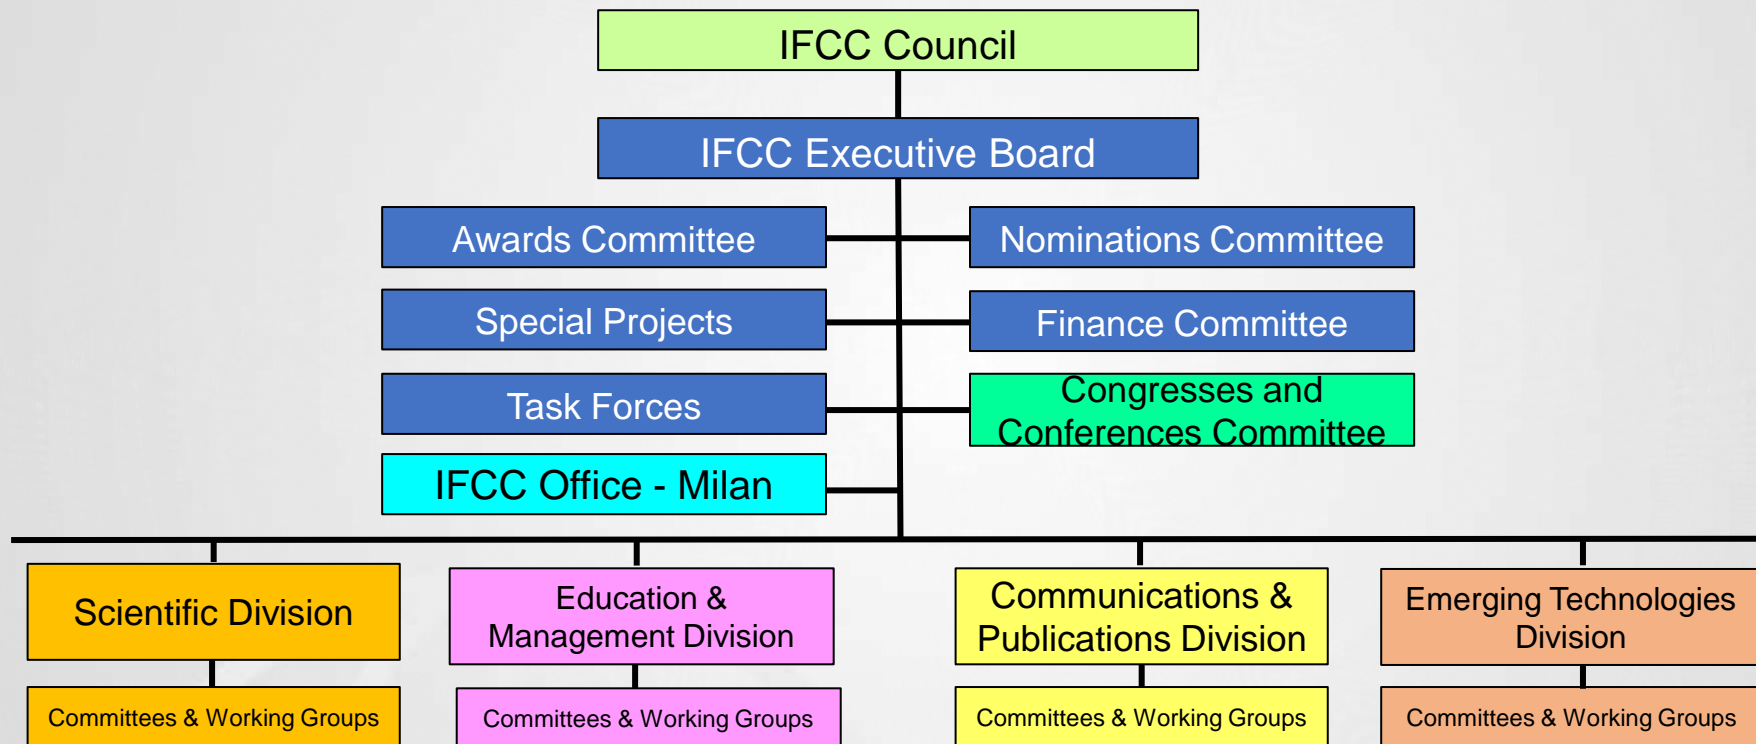 IFCC Council
IFCC Executive Board
Awards Committee
Nominations Committee
Special Projects
Finance Committee
Task Forces
Congresses and
Conferences Committee
IFCC Office - Milan
Scientific Division
Education &
Management Division
Communications &
Publications Division
Emerging Technologies
Division
Committees & Working Groups
Committees & Working Groups
Committees & Working Groups
Committees & Working Groups